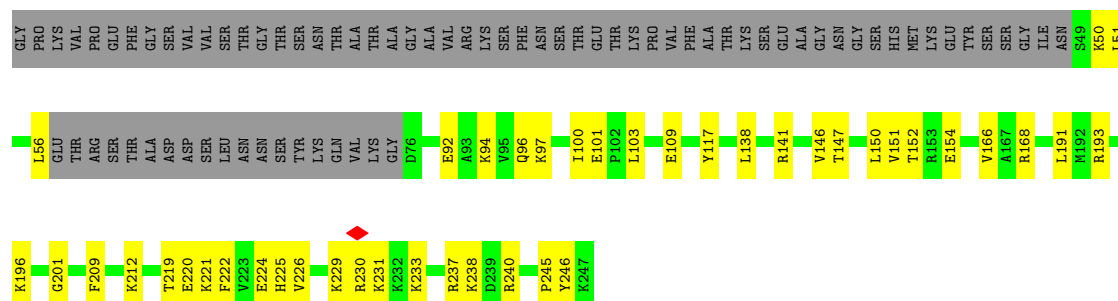 GLY PRO LYS VAL PRO GLU PHE GLY SER VAL VAL SER THR GLY THR SER ASN THR ALA THR ALA GLY ALA VAL ARG LYS SER PHE ASN SER THR GLU THR LYS PRO VAL PHE ALA THR LYS SER GLU ALA GLY ASN GLY SER HIS MET LYS GLU TYR SER SER GLY ILE ASN S49 K50 L51
L56 GLU THR ARG SER THR ALA ASP ASP SER LEU ASN ASN SER TYR LYS GLN VAL LYS GLY D76 E92 A93 K94 V95 Q96 K97 I100 E101 P102 L103 E109 Y117 L138 R141 V146 T147 L150 V151 T152 R153 E154 V166 A167 R168 L191 M192 R193
K196 G201 F209 K212 T219 E220 K221 F222 V223 E224 H225 V226 K229 R230 K231 K232 K233 R237 K238 D239 R240 P245 Y246 K247